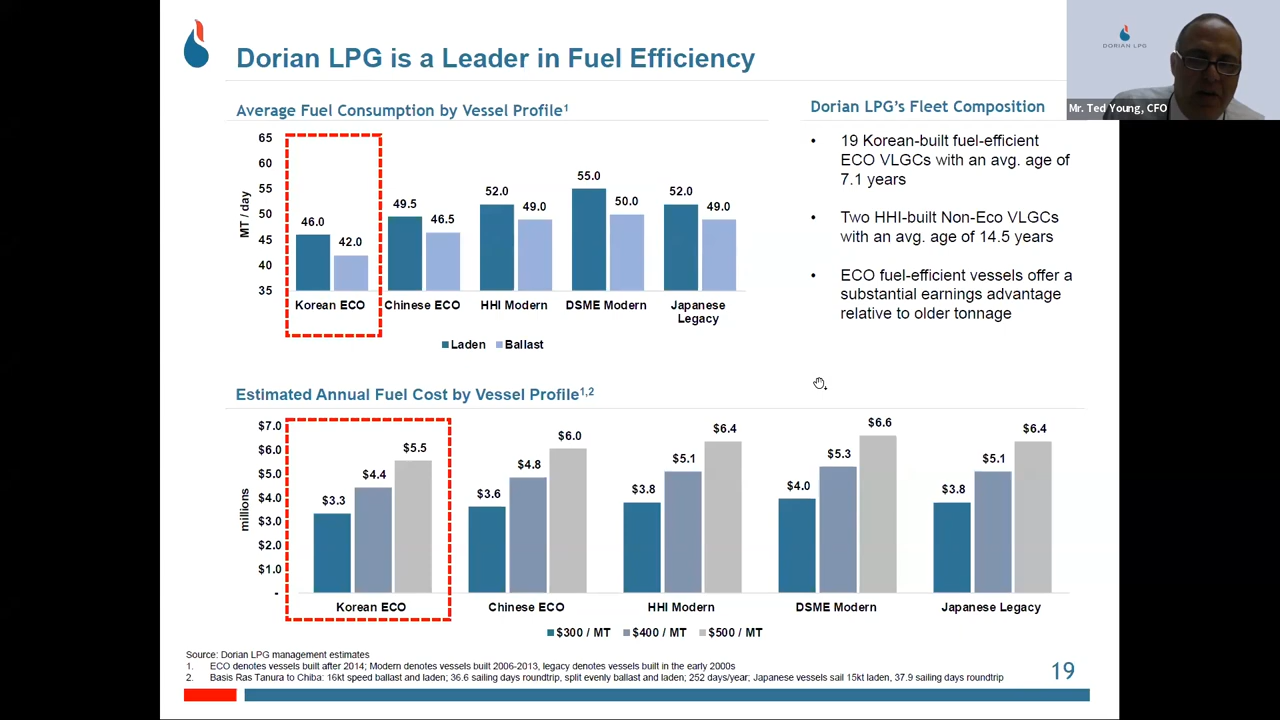 Dorian LPG is a Leader in Fuel Efficiency
DORIAN LPG
Mr. Ted Young, CFO
Average Fuel Consumption by Vessel Profile1
65
60
55
50
45
40
35
MT / day
46.0
42.0
49.5
46.5
52.0
49.0
55.0
50.0
52.0
49.0
Korean ECO
Chinese ECO
HHI Modern
DSME Modern
Japanese
Legacy
Laden
Ballast
Dorian LPG's Fleet Composition
• 19 Korean-built fuel-efficient
ECO VLGCs with an avg. age of
7.1 years
• Two HHI-built Non-Eco VLGCs
with an avg. age of 14.5 years
• ECO fuel-efficient vessels offer a
substantial earnings advantage
relative to older tonnage
Estimated Annual Fuel Cost by Vessel Profile1,2
$7.0
$6.0
$5.0
$4.0
$3.0
$2.0
$1.0
-
millions
$3.3
$4.4
$5.5
$3.6
$4.8
$6.0
$3.8
$5.1
$6.4
$4.0
$5.3
$6.6
$3.8
$5.1
$6.4
Korean ECO
Chinese ECO
HHI Modern
DSME Modern
Japanese Legacy
$300 / MT
$400 / MT
$500 / MT
Source: Dorian LPG management estimates
1. ECO denotes vessels built after 2014; Modern denotes vessels built 2006-2013, legacy denotes vessels built in the early 2000s
2. Basis Ras Tanura to Chiba: 16kt speed ballast and laden; 36.6 sailing days roundtrip, split evenly ballast and laden; 252 days/year; Japanese vessels sail 15kt laden, 37.9 sailing days roundtrip
19